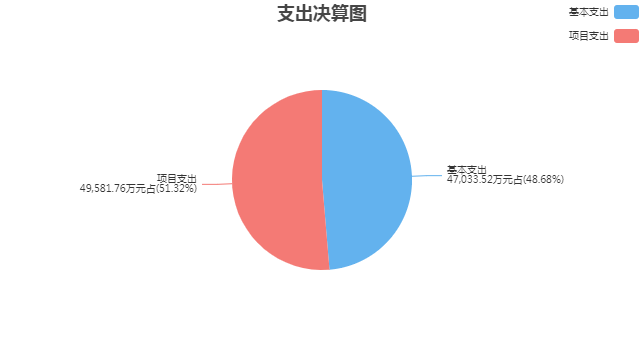 支出决算图
基本支出
项目支出
项目支出
49,581.76万元占(51.32%)
基本支出
47,033.52万元占(48.68%)